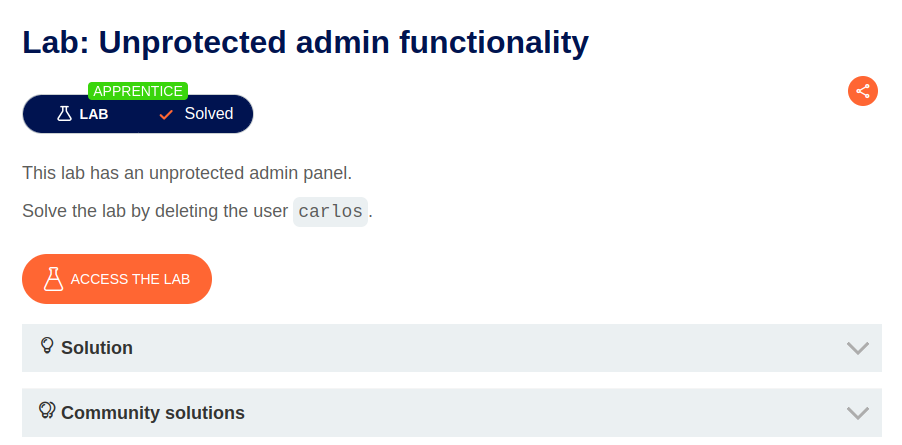 Lab: Unprotected admin functionality
APPRENTICE
LAB Solved
This lab has an unprotected admin panel.
Solve the lab by deleting the user carlos.
ACCESS THE LAB
Solution
Community solutions